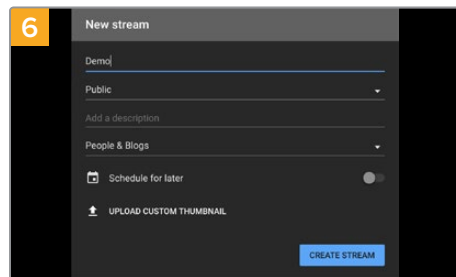 6
New stream
Demo
Public
Add a description
People & Blogs
Schedule for later
UPLOAD CUSTOM THUMBNAIL
CREATE STREAM